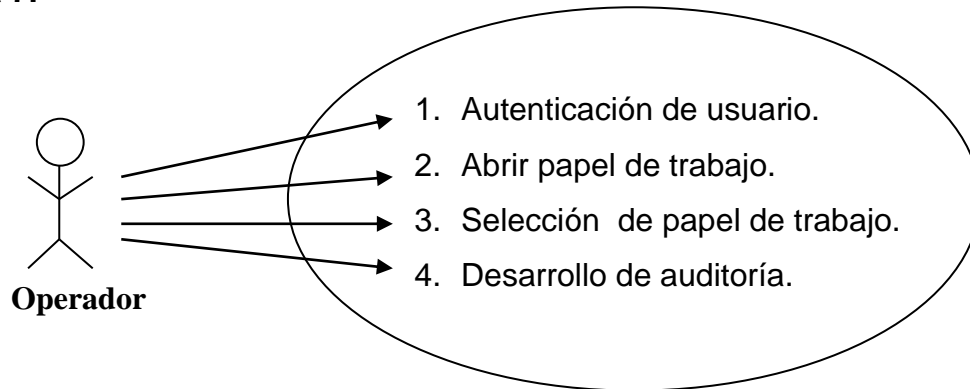 1. Autenticación de usuario.
2. Abrir papel de trabajo.
3. Selección  de papel de trabajo.
4. Desarrollo de auditoría.
Operador